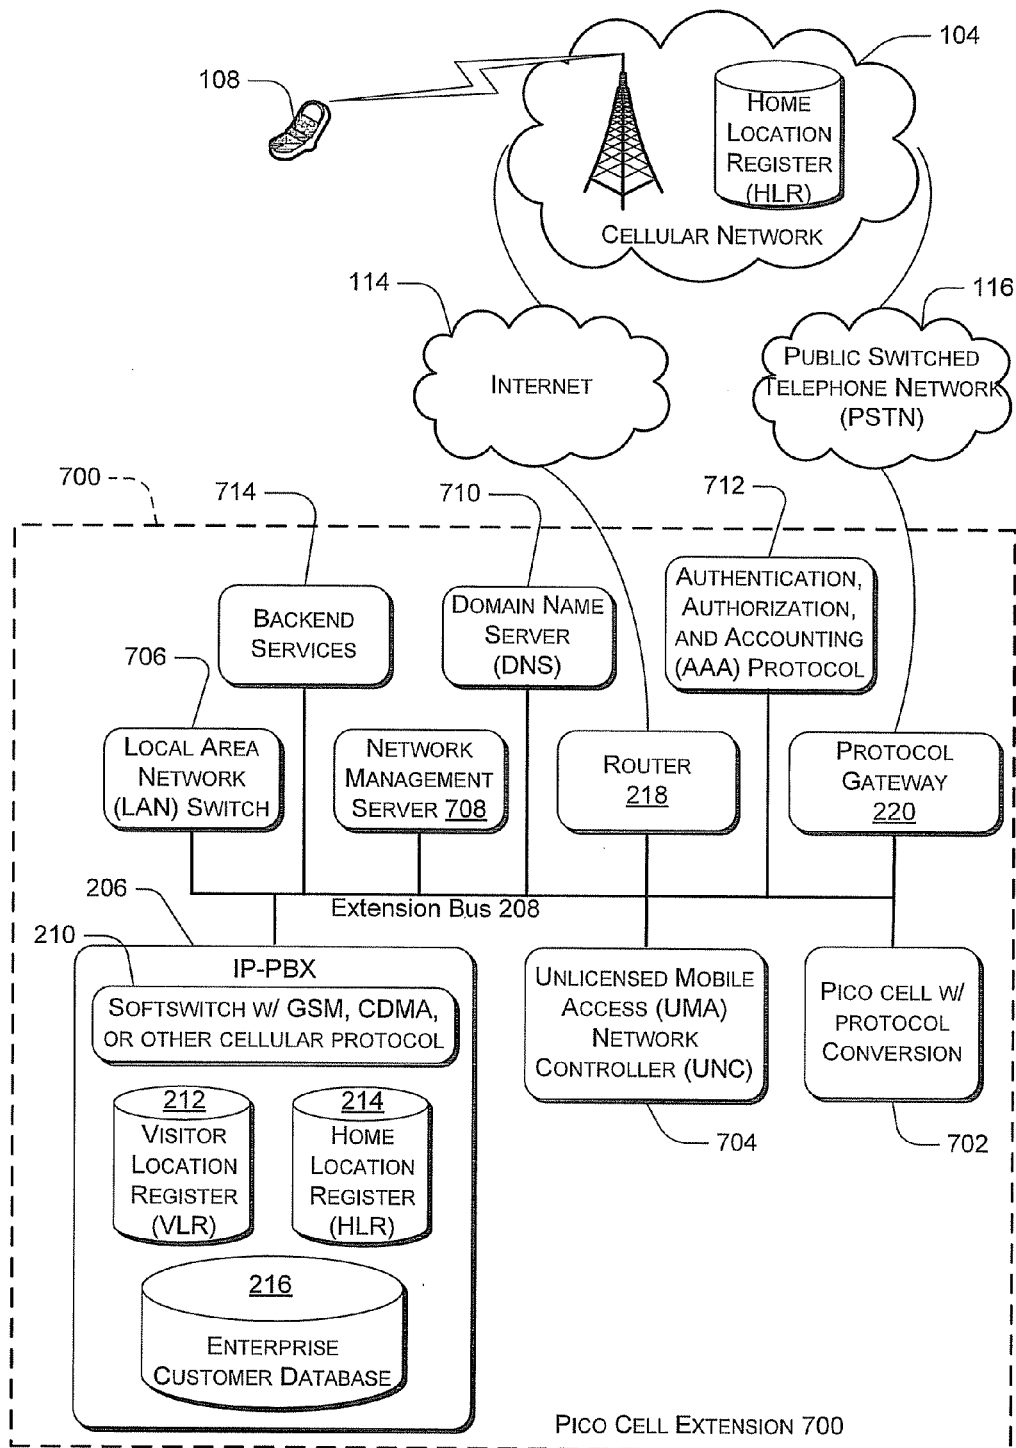 104
108
HOME
LOCATION
REGISTER
(HLR)
CELLULAR NETWORK
114
116
INTERNET
PUBLIC SWITCHED
TELEPHONE NETWORK
(PSTN)
700
714
710
712
BACKEND
SERVICES
DOMAIN NAME
SERVER
(DNS)
AUTHENTICATION,
AUTHORIZATION,
AND ACCOUNTING
(AAA) PROTOCOL
706
LOCAL AREA
NETWORK
(LAN) SWITCH
NETWORK
MANAGEMENT
SERVER 708
ROUTER
218
PROTOCOL
GATEWAY
220
206
Extension Bus 208
210
IP-PBX
SOFTSWITCH W/ GSM, CDMA,
OR OTHER CELLULAR PROTOCOL
UNLICENSED MOBILE
ACCESS (UMA)
NETWORK
CONTROLLER (UNC)
PICO CELL W/
PROTOCOL
CONVERSION
212
VISITOR
LOCATION
REGISTER
(VLR)
214
HOME
LOCATION
REGISTER
(HLR)
704
702
216
ENTERPRISE
CUSTOMER DATABASE
PICO CELL EXTENSION 700